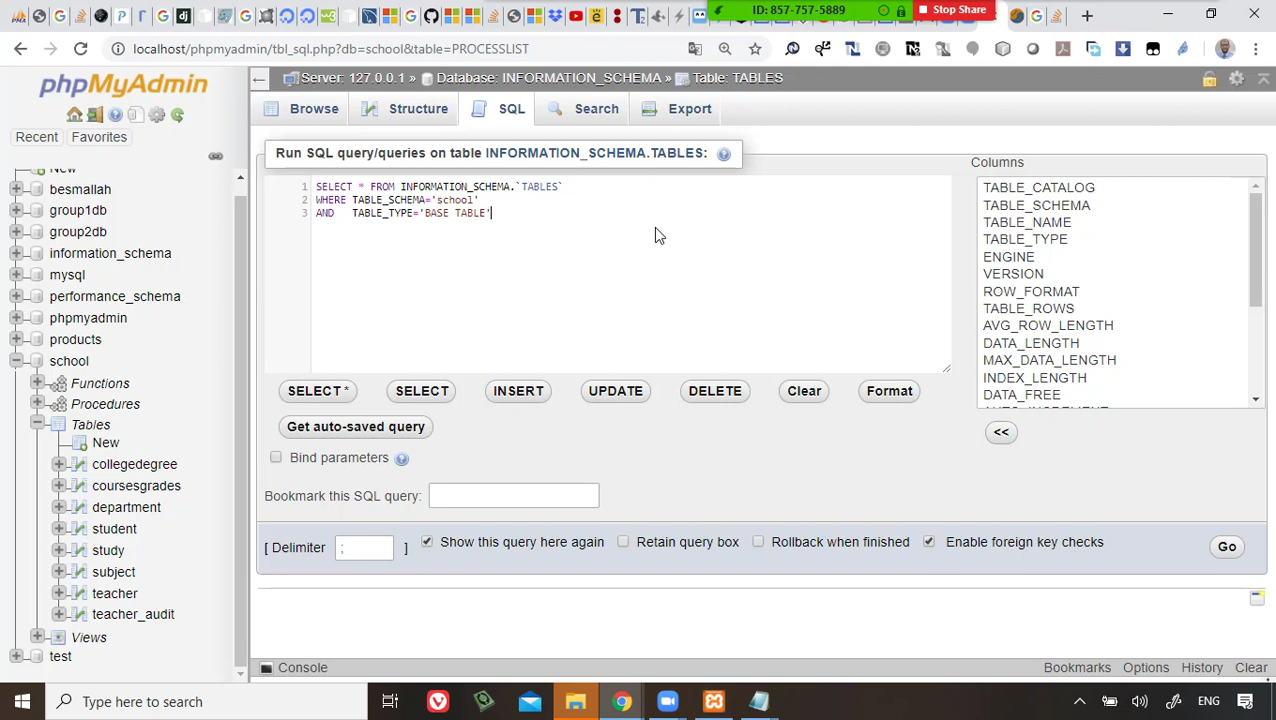 ID: 857-757-5889
Stop Share
localhost/phpmyadmin/tbl_sql.php?db=school&table=PROCESSLIST
phpMyAdmin
Recent
Favorites
New
besmallah
group1db
group2db
information_schema
mysql
performance_schema
phpmyadmin
products
school
Functions
Procedures
Tables
New
collegedegree
coursesgrades
department
student
study
subject
teacher
teacher_audit
Views
test
Server: 127.0.0.1 » Database: INFORMATION_SCHEMA » Table: TABLES
Browse
Structure
SQL
Search
Export
Run SQL query/queries on table INFORMATION_SCHEMA.TABLES:
1 SELECT * FROM INFORMATION_SCHEMA.`TABLES`
2 WHERE TABLE_SCHEMA='school'
3 AND TABLE_TYPE='BASE TABLE'
Columns
TABLE_CATALOG
TABLE_SCHEMA
TABLE_NAME
TABLE_TYPE
ENGINE
VERSION
ROW_FORMAT
TABLE_ROWS
AVG_ROW_LENGTH
DATA_LENGTH
MAX_DATA_LENGTH
INDEX_LENGTH
DATA_FREE
<<
SELECT *
SELECT
INSERT
UPDATE
DELETE
Clear
Format
Get auto-saved query
Bind parameters
Bookmark this SQL query:
[ Delimiter ; ]
Show this query here again
Retain query box
Rollback when finished
Enable foreign key checks
Go
Console
Bookmarks
Options
History
Clear
Type here to search
ENG